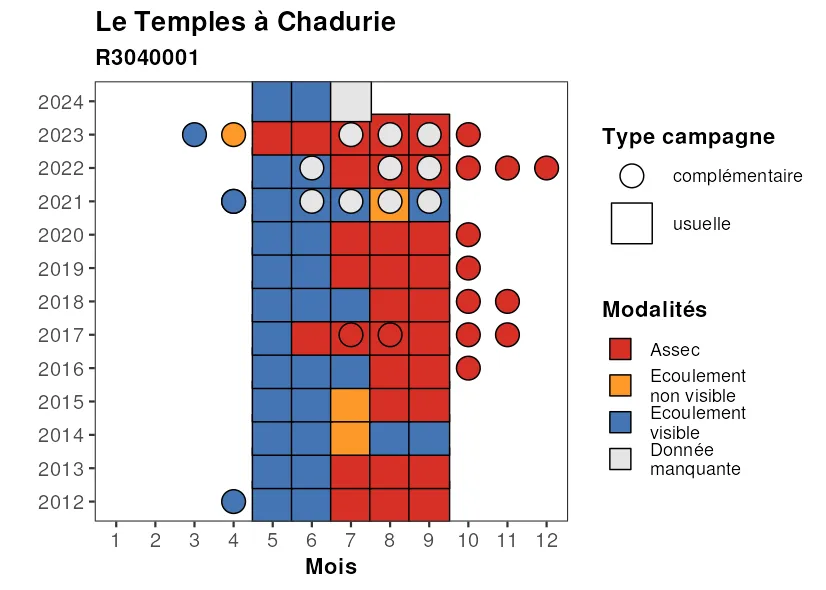 Le Temples à Chadurie
R3040001
2024
2023
2022
2021
2020
2019
2018
2017
2016
2015
2014
2013
2012
1 2 3 4 5 6 7 8 9 10 11 12
Mois
Type campagne
complémentaire
usuelle
Modalités
Assec
Ecoulement
non visible
Ecoulement
visible
Donnée
manquante